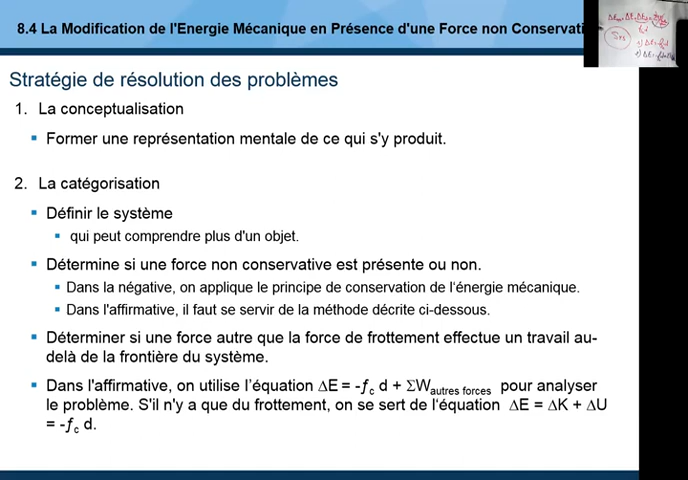 8.4 La Modification de l'Energie Mécanique en Présence d'une Force non Conservati
Stratégie de résolution des problèmes
1. La conceptualisation
▪ Former une représentation mentale de ce qui s'y produit.
2. La catégorisation
▪ Définir le système
▪ qui peut comprendre plus d'un objet.
▪ Détermine si une force non conservative est présente ou non.
▪ Dans la négative, on applique le principe de conservation de l'énergie mécanique.
▪ Dans l'affirmative, il faut se servir de la méthode décrite ci-dessous.
▪ Déterminer si une force autre que la force de frottement effectue un travail au-
delà de la frontière du système.
▪ Dans l'affirmative, on utilise l'équation ΔE = -fc d + ΣWautres forces pour analyser
le problème. S'il n'y a que du frottement, on se sert de l'équation ΔE = ΔK + ΔU
= -fc d.